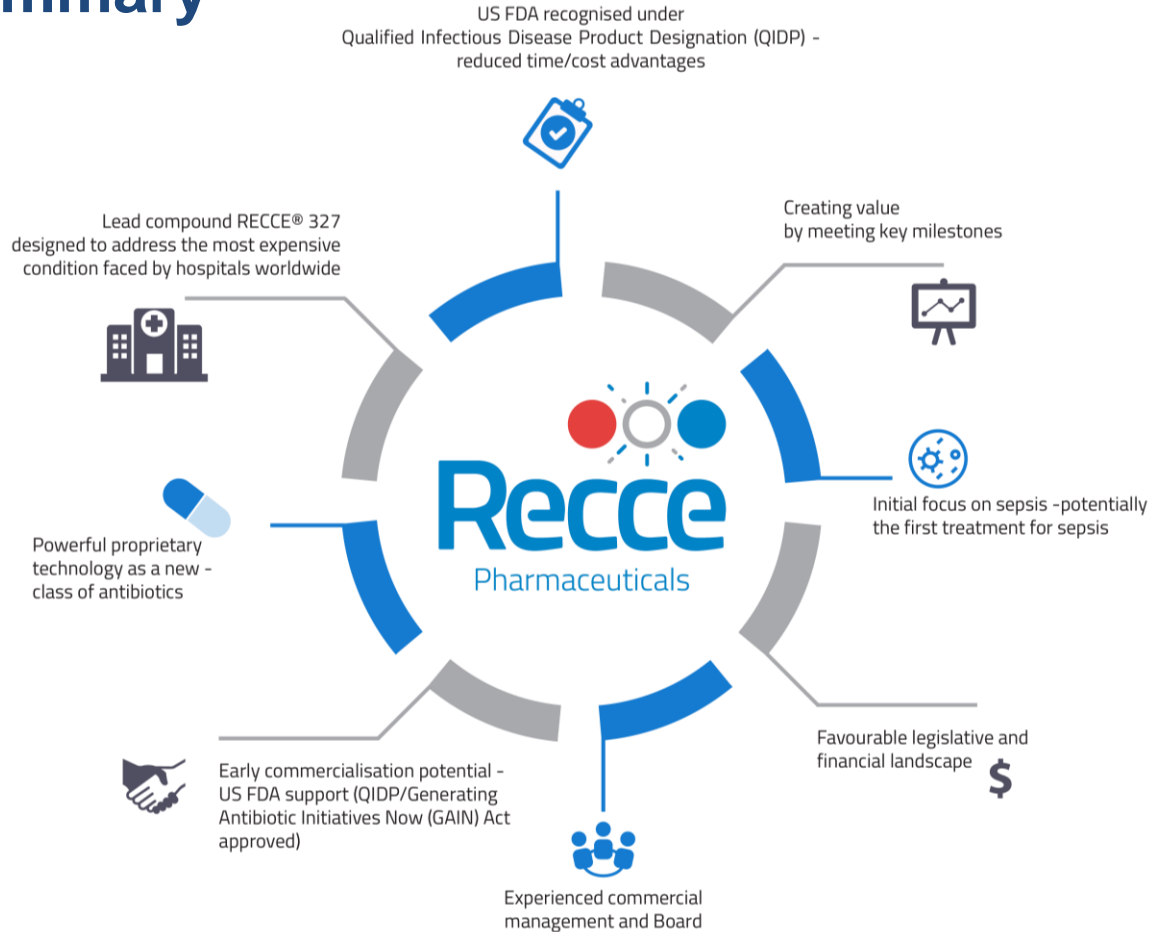 US FDA recognised under
Qualified Infectious Disease Product Designation (QIDP) -
reduced time/cost advantages
Creating value
by meeting key milestones
Lead compound RECCE® 327
designed to address the most expensive
condition faced by hospitals worldwide
Recce
Pharmaceuticals
Initial focus on sepsis -potentially
the first treatment for sepsis
Powerful proprietary
technology as a new -
class of antibiotics
Favourable legislative and
financial landscape
$
Early commercialisation potential -
US FDA support (QIDP/Generating
Antibiotic Initiatives Now (GAIN) Act
approved)
Experienced commercial
management and Board